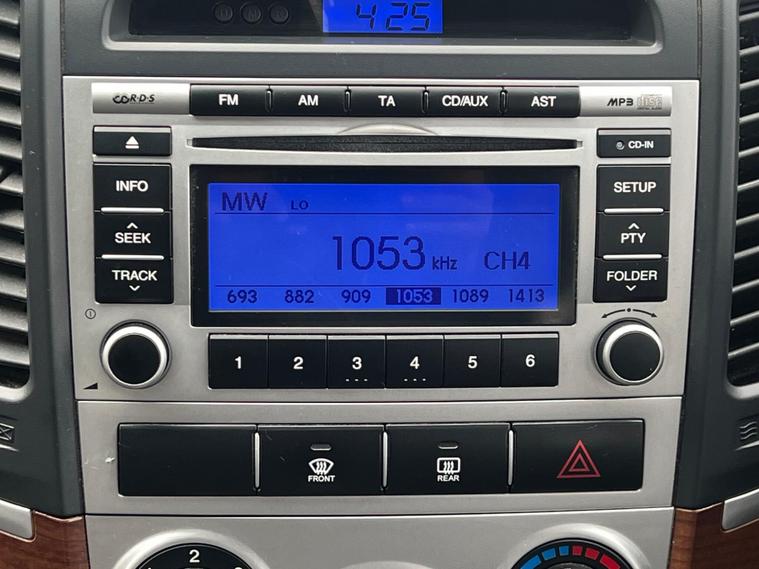 4:25
RDS FM AM TA CD/AUX AST MP3
CD-IN
INFO MW LO SETUP
SEEK 1053 kHz CH4 PTY
TRACK 693 882 909 1053 1089 1413 FOLDER
1 2 3 4 5 6
FRONT REAR
2